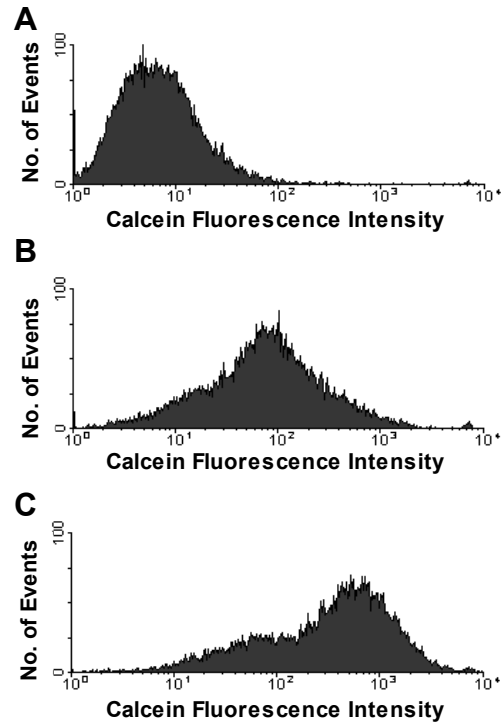 A
No. of Events
100
0
10⁰ 10¹ 10² 10³ 10⁴
Calcein Fluorescence Intensity
B
No. of Events
100
0
10⁰ 10¹ 10² 10³ 10⁴
Calcein Fluorescence Intensity
C
No. of Events
100
0
10⁰ 10¹ 10² 10³ 10⁴
Calcein Fluorescence Intensity